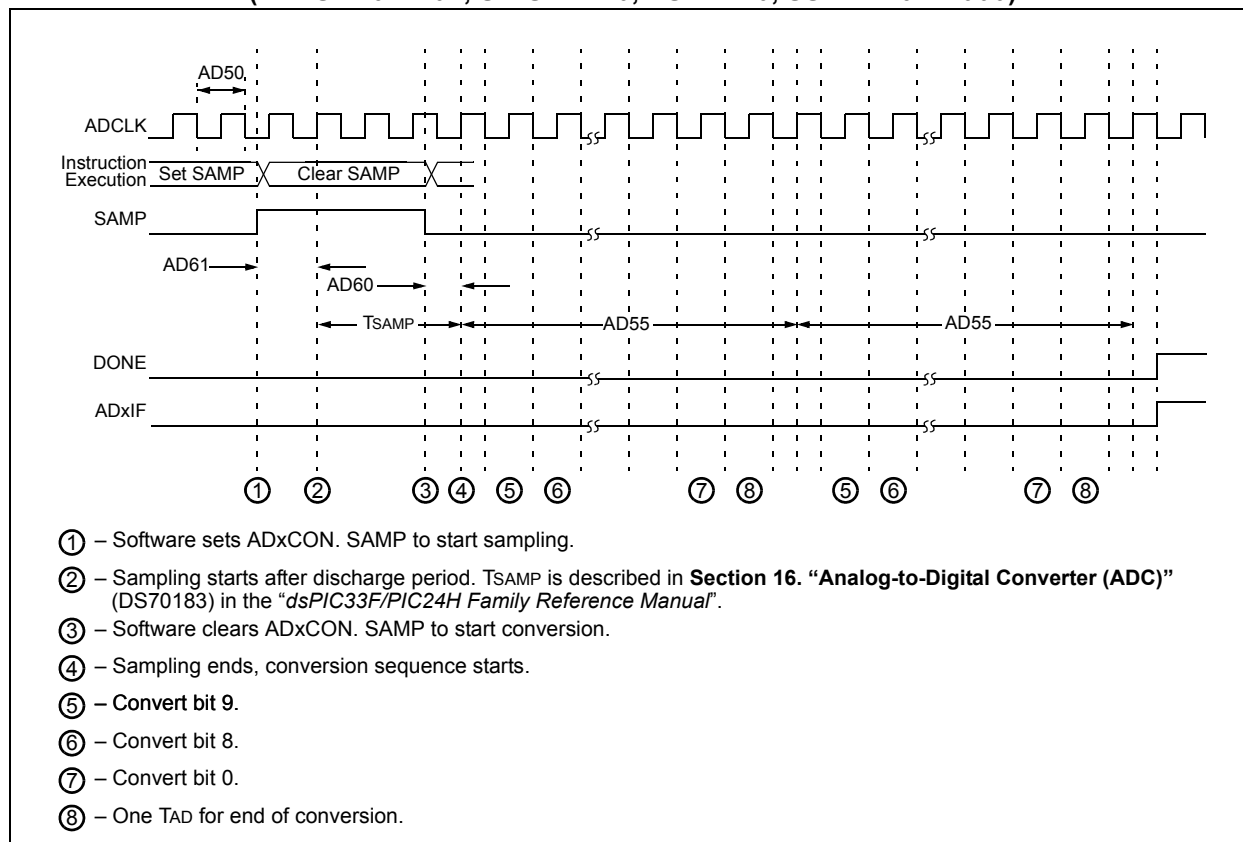 AD50
ADCLK
Instruction
Execution
Set SAMP
Clear SAMP
SAMP
AD61
AD60
TSAMP
AD55
AD55
DONE
ADxIF
1 2 3 4 5 6 7 8 5 6 7 8
1 – Software sets ADxCON. SAMP to start sampling.
2 – Sampling starts after discharge period. TSAMP is described in Section 16. “Analog-to-Digital Converter (ADC)”
(DS70183) in the “dsPIC33F/PIC24H Family Reference Manual”.
3 – Software clears ADxCON. SAMP to start conversion.
4 – Sampling ends, conversion sequence starts.
5 – Convert bit 9.
6 – Convert bit 8.
7 – Convert bit 0.
8 – One TAD for end of conversion.